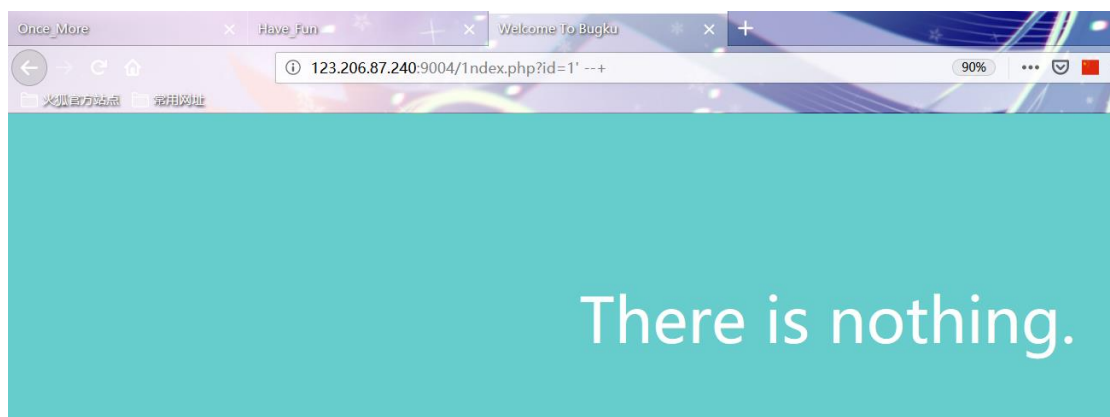 Once_More Have_Fun Welcome To Bugku
123.206.87.240:9004/1ndex.php?id=1' --+ 90%
火狐官方站点 常用网址
There is nothing.